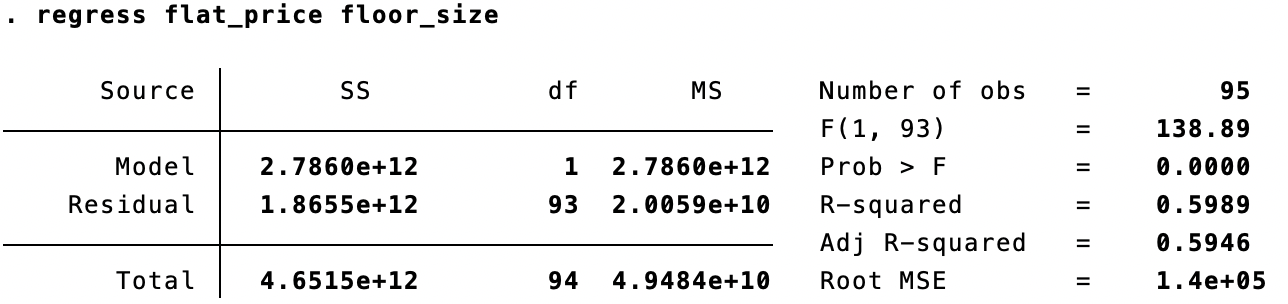 . regress flat_price floor_size
Source SS df MS Number of obs = 95
F(1, 93) = 138.89
Model 2.7860e+12 1 2.7860e+12 Prob > F = 0.0000
Residual 1.8655e+12 93 2.0059e+10 R-squared = 0.5989
Adj R-squared = 0.5946
Total 4.6515e+12 94 4.9484e+10 Root MSE = 1.4e+05